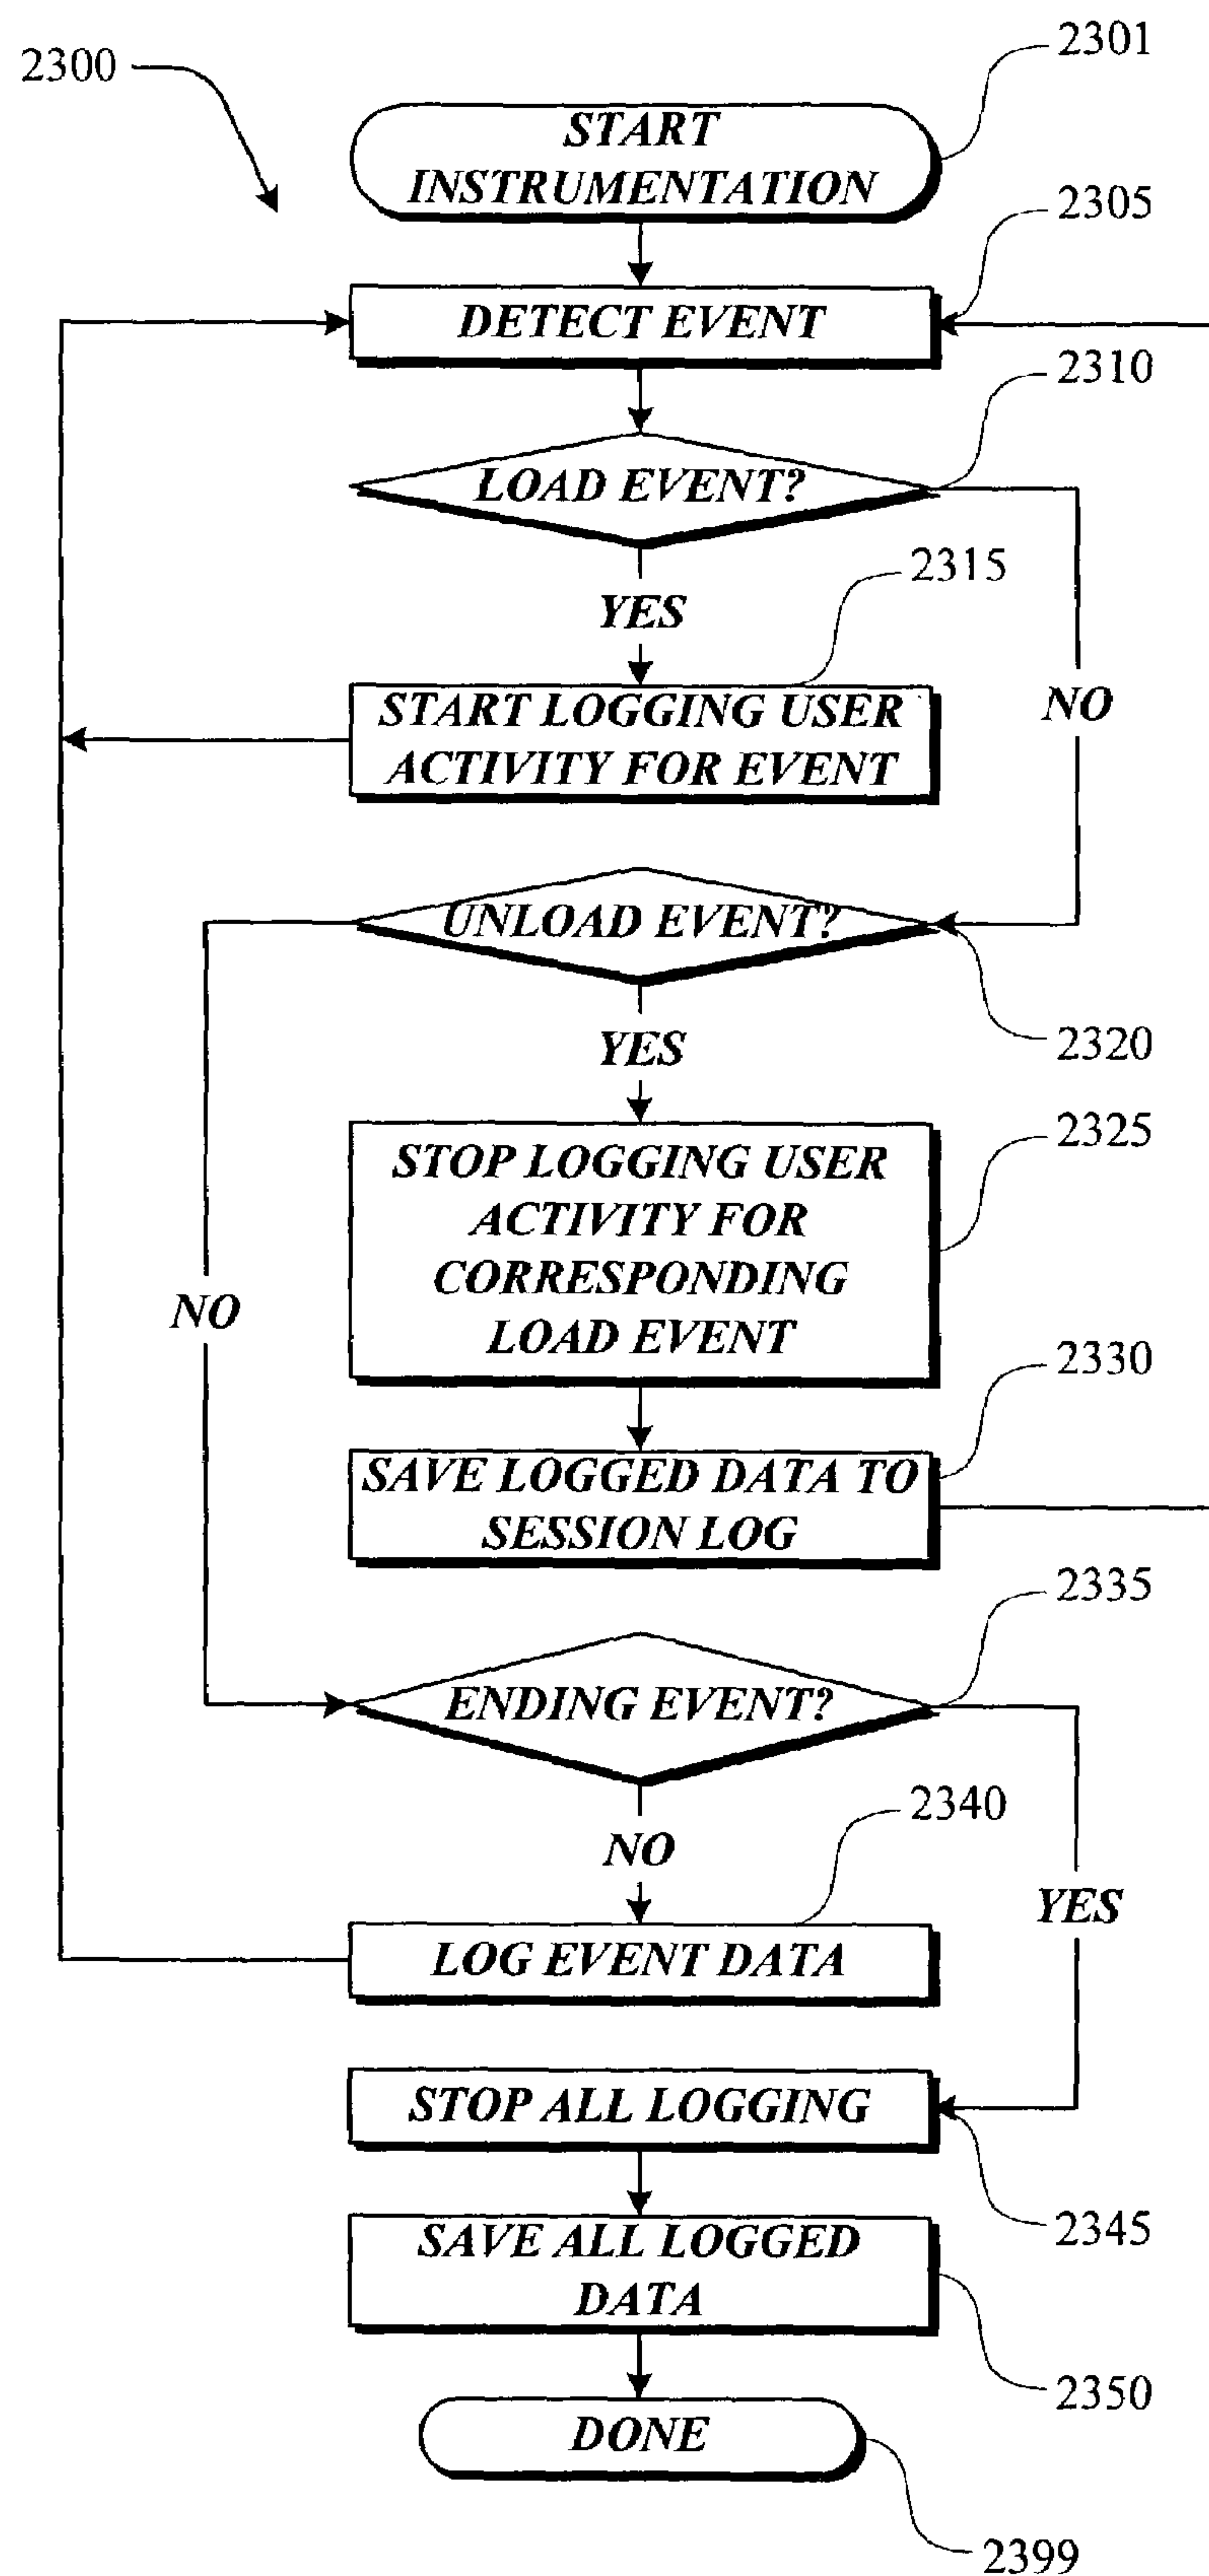 2300
2301
START
INSTRUMENTATION
2305
DETECT EVENT
2310
LOAD EVENT?
2315
YES
NO
START LOGGING USER
ACTIVITY FOR EVENT
UNLOAD EVENT?
2320
YES
2325
STOP LOGGING USER
ACTIVITY FOR
CORRESPONDING
LOAD EVENT
NO
2330
SAVE LOGGED DATA TO
SESSION LOG
2335
ENDING EVENT?
2340
NO
YES
LOG EVENT DATA
STOP ALL LOGGING
2345
SAVE ALL LOGGED
DATA
2350
DONE
2399